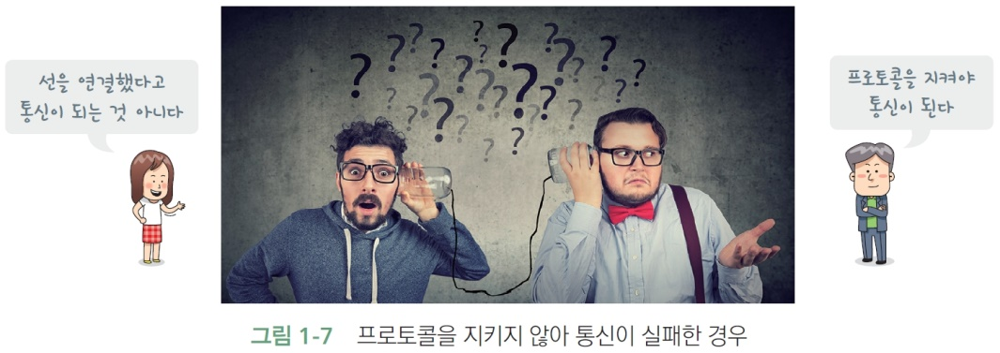 선을 연결했다고
통신이 되는 것 아니다
프로토콜을 지켜야
통신이 된다
그림 1-7 프로토콜을 지키지 않아 통신이 실패한 경우